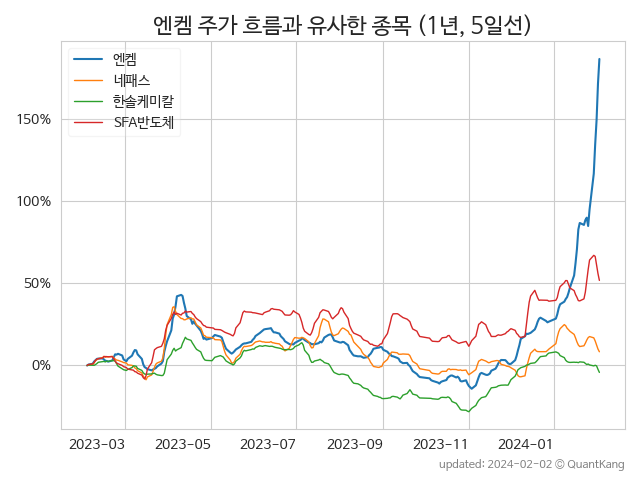 엔켐 주가 흐름과 유사한 종목 (1년, 5일선)
엔켐
네패스
한솔케미칼
SFA반도체
150%
100%
50%
0%
2023-03 2023-05 2023-07 2023-09 2023-11 2024-01
updated: 2024-02-02 © QuantKang